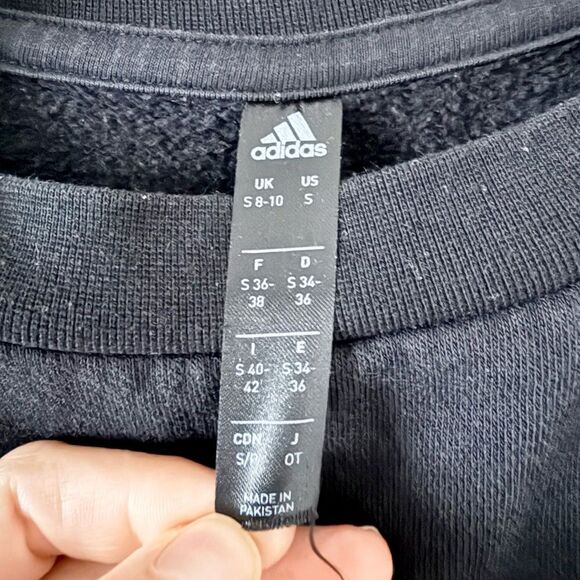 adidas
UK US
S 8-10 S
F D
S 36- S 34-
38 36
I E
S 40- S 34-
42 36
CDN J
S/P OT
MADE IN
PAKISTAN